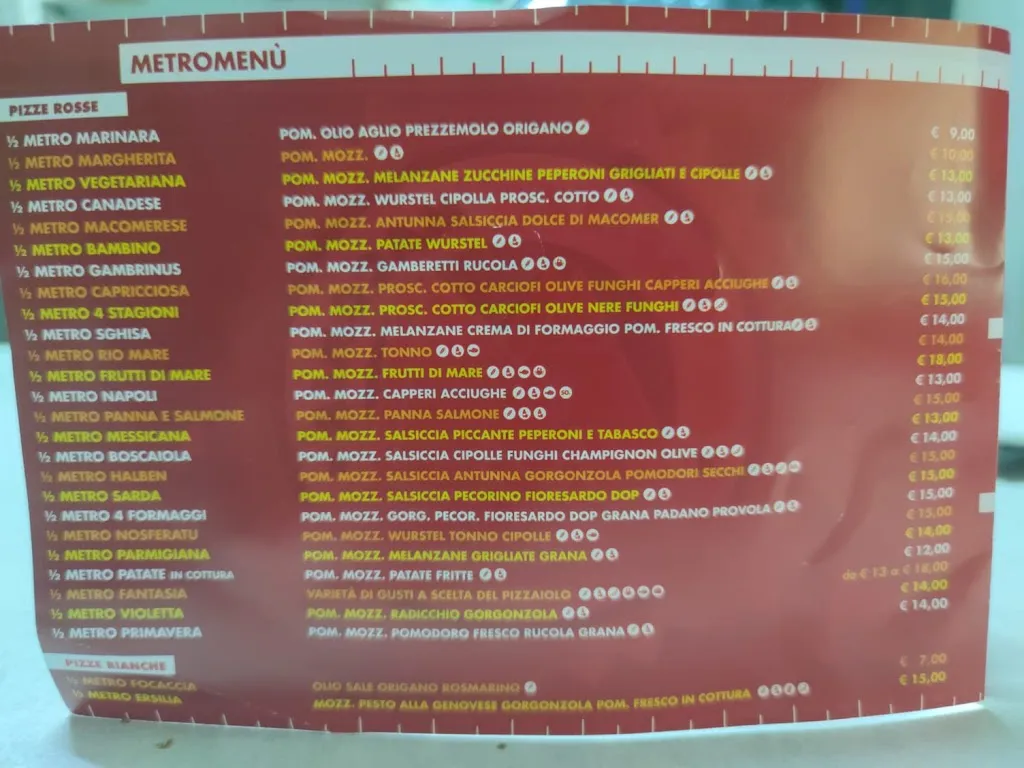 METROMENÙ
PIZZE ROSSE
½ METRO MARINARA POM. OLIO AGLIO PREZZEMOLO ORIGANO € 9,00
½ METRO MARGHERITA POM. MOZZ. € 10,00
½ METRO VEGETARIANA POM. MOZZ. MELANZANE ZUCCHINE PEPERONI GRIGLIATI E CIPOLLE € 13,00
½ METRO CANADESE POM. MOZZ. WURSTEL CIPOLLA PROSC. COTTO € 13,00
½ METRO MACOMERESE POM. MOZZ. ANTUNNA SALSICCIA DOLCE DI MACOMER € 15,00
½ METRO BAMBINO POM. MOZZ. PATATE WURSTEL € 13,00
½ METRO GAMBRINUS POM. MOZZ. GAMBERETTI RUCOLA € 15,00
½ METRO CAPRICCIOSA POM. MOZZ. PROSC. COTTO CARCIOFI OLIVE FUNGHI CAPPERI ACCIUGHE € 16,00
½ METRO 4 STAGIONI POM. MOZZ. PROSC. COTTO CARCIOFI OLIVE NERE FUNGHI € 15,00
½ METRO SGHISA POM. MOZZ. MELANZANE CREMA DI FORMAGGIO POM. FRESCO IN COTTURA € 14,00
½ METRO RIO MARE POM. MOZZ. TONNO € 14,00
½ METRO FRUTTI DI MARE POM. MOZZ. FRUTTI DI MARE € 18,00
½ METRO NAPOLI POM. MOZZ. CAPPERI ACCIUGHE € 13,00
½ METRO PANNA E SALMONE POM. MOZZ. PANNA SALMONE € 15,00
½ METRO MESSICANA POM. MOZZ. SALSICCIA PICCANTE PEPERONI E TABASCO € 13,00
½ METRO BOSCAIOLA POM. MOZZ. SALSICCIA CIPOLLE FUNGHI CHAMPIGNON OLIVE € 14,00
½ METRO HALBEN POM. MOZZ. SALSICCIA ANTUNNA GORGONZOLA POMODORI SECCHI € 15,00
½ METRO SARDA POM. MOZZ. SALSICCIA PECORINO FIORESARDO DOP € 15,00
½ METRO 4 FORMAGGI POM. MOZZ. GORG. PECOR. FIORESARDO DOP GRANA PADANO PROVOLA € 15,00
½ METRO NOSFERATU POM. MOZZ. WURSTEL TONNO CIPOLLE € 15,00
½ METRO PARMIGIANA POM. MOZZ. MELANZANE GRIGLIATE GRANA € 14,00
½ METRO PATATE IN COTTURA POM. MOZZ. PATATE FRITTE € 12,00
½ METRO FANTASIA VARIETÀ DI GUSTI A SCELTA DEL PIZZAIOLO da € 13 a € 18,00
½ METRO VIOLETTA POM. MOZZ. RADICCHIO GORGONZOLA € 14,00
½ METRO PRIMAVERA POM. MOZZ. POMODORO FRESCO RUCOLA GRANA € 14,00
PIZZE BIANCHE
½ METRO FOCACCIA OLIO SALE ORIGANO ROSMARINO € 7,00
½ METRO ERSILIA MOZZ. PESTO ALLA GENOVESE GORGONZOLA POM. FRESCO IN COTTURA € 15,00